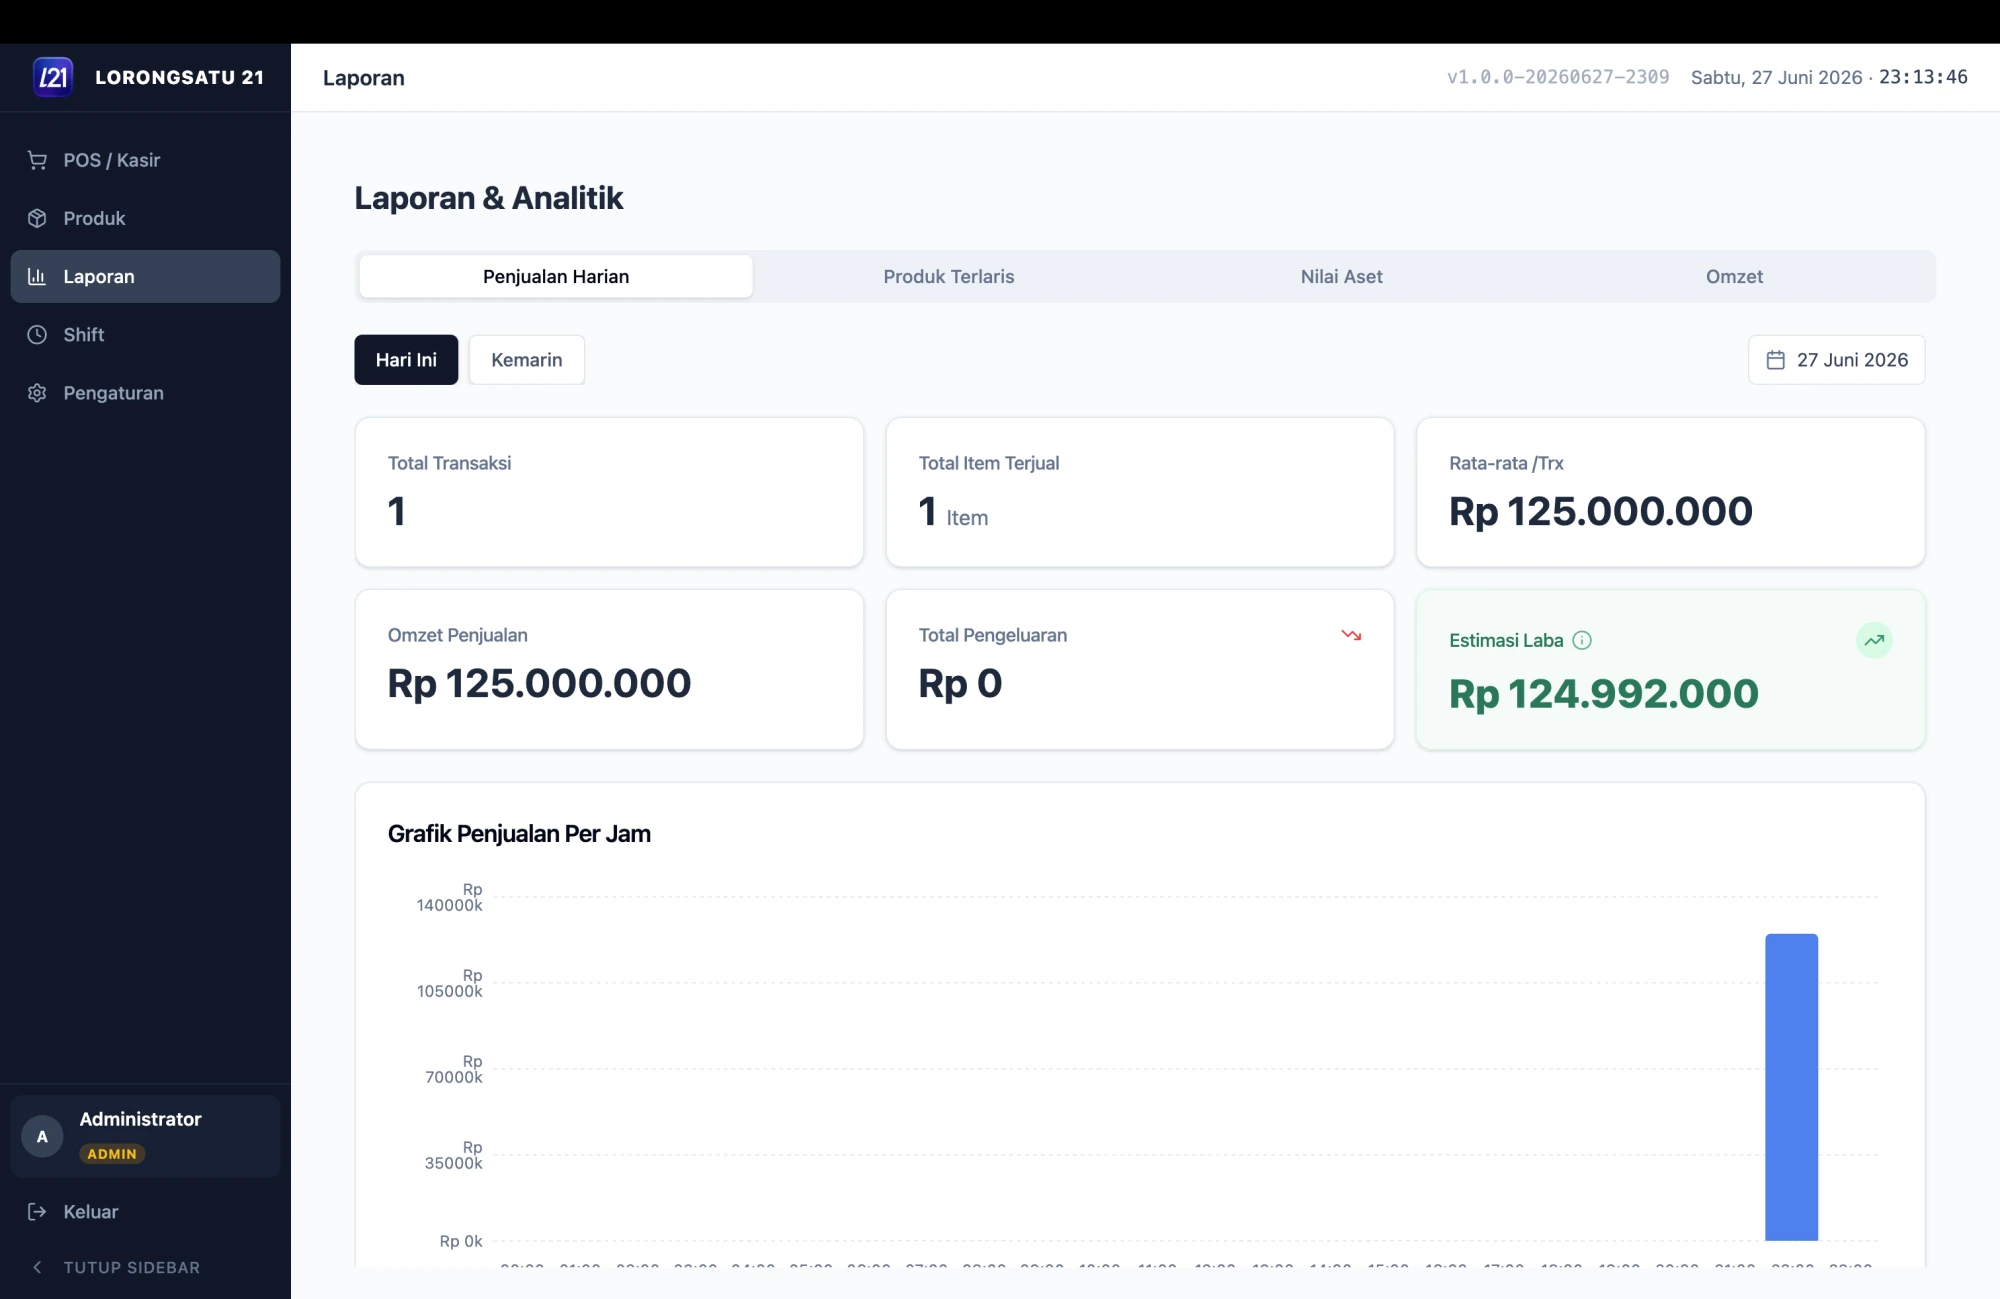 L21 LORONGSATU 21
Laporan
v1.0.0-20260627-2309 Sabtu, 27 Juni 2026 · 23:13:46
POS / Kasir
Produk
Laporan
Shift
Pengaturan
Laporan & Analitik
Penjualan Harian Produk Terlaris Nilai Aset Omzet
Hari Ini Kemarin 27 Juni 2026
Total Transaksi
1
Total Item Terjual
1 Item
Rata-rata /Trx
Rp 125.000.000
Omzet Penjualan
Rp 125.000.000
Total Pengeluaran
Rp 0
Estimasi Laba
Rp 124.992.000
Grafik Penjualan Per Jam
Rp
140000k
Rp
105000k
Rp
70000k
Rp
35000k
Rp 0k
A
Administrator
ADMIN
Keluar
TUTUP SIDEBAR